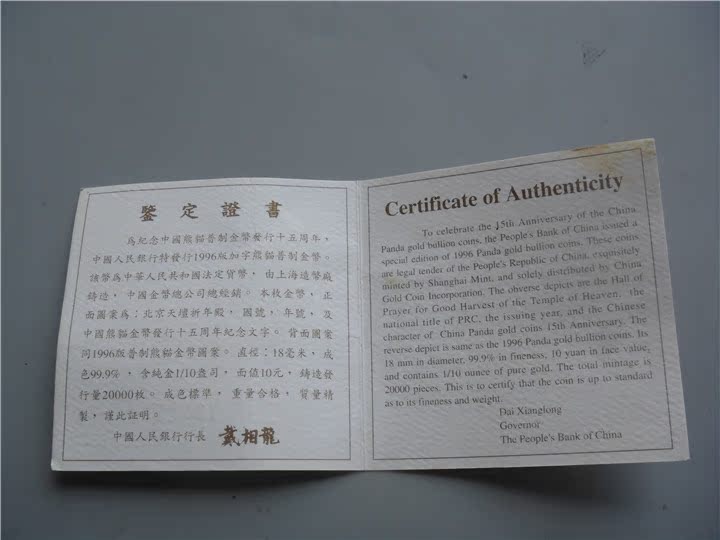 鑒定證書
為紀念中國熊貓普制金幣發行十五周年，
中國人民銀行特發行1996版加字熊貓普制金幣。
該幣為中華人民共和國法定貨幣，由上海造幣廠
鑄造，中國金幣總公司總經銷。本枚金幣，正
面圖案為：北京天壇祈年殿，國號，年號，及
中國熊貓金幣發行十五周年紀念文字。背面圖案
同1996版普制熊貓金幣圖案。直徑：18毫米，成
色99.9%，含純金1/10盎司，面值10元，鑄造發
行量20000枚。成色標準，重量合格，質量精
製，謹此証明。
中國人民銀行行長 戴相龍
Certificate of Authenticity
To celebrate the 15th Anniversary of the China
Panda gold bullion coins, the People's Bank of China issued a
special edition of 1996 Panda gold bullion coins. These coins
are legal tender of the People's Republic of China, exquisitely
minted by Shanghai Mint, and solely distributed by China
Gold Coin Incorporation. The obverse depicts are the Hall of
Prayer for Good Harvest of the Temple of Heaven, the
national title of PRC, the issuing year, and the Chinese
character of China Panda gold coins 15th Anniversary. The
reverse depict is same as the 1996 Panda gold bullion coins. Its
18 mm in diameter, 99.9% in fineness, 10 yuan in face value,
and contains 1/10 ounce of pure gold. The total mintage is
20000 pieces. This is to certify that the coin is up to standard
as to its fineness and weight.
Dai Xianglong
Governor
The People's Bank of China